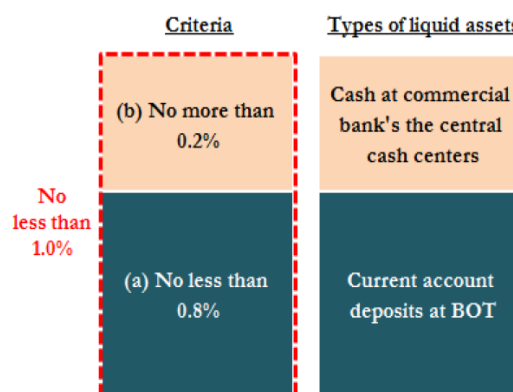 Criteria
Types of liquid assets
(b) No more than
0.2%
Cash at commercial
bank's the central
cash centers
No
less than
1.0%
(a) No less than
0.8%
Current account
deposits at BOT